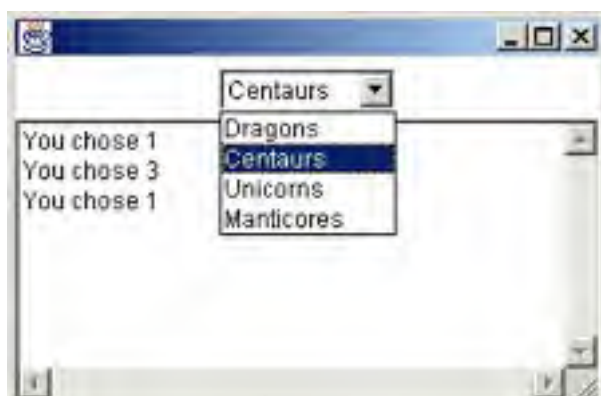 Centaurs
Dragons
Centaurs
Unicorns
Manticores
You chose 1
You chose 3
You chose 1